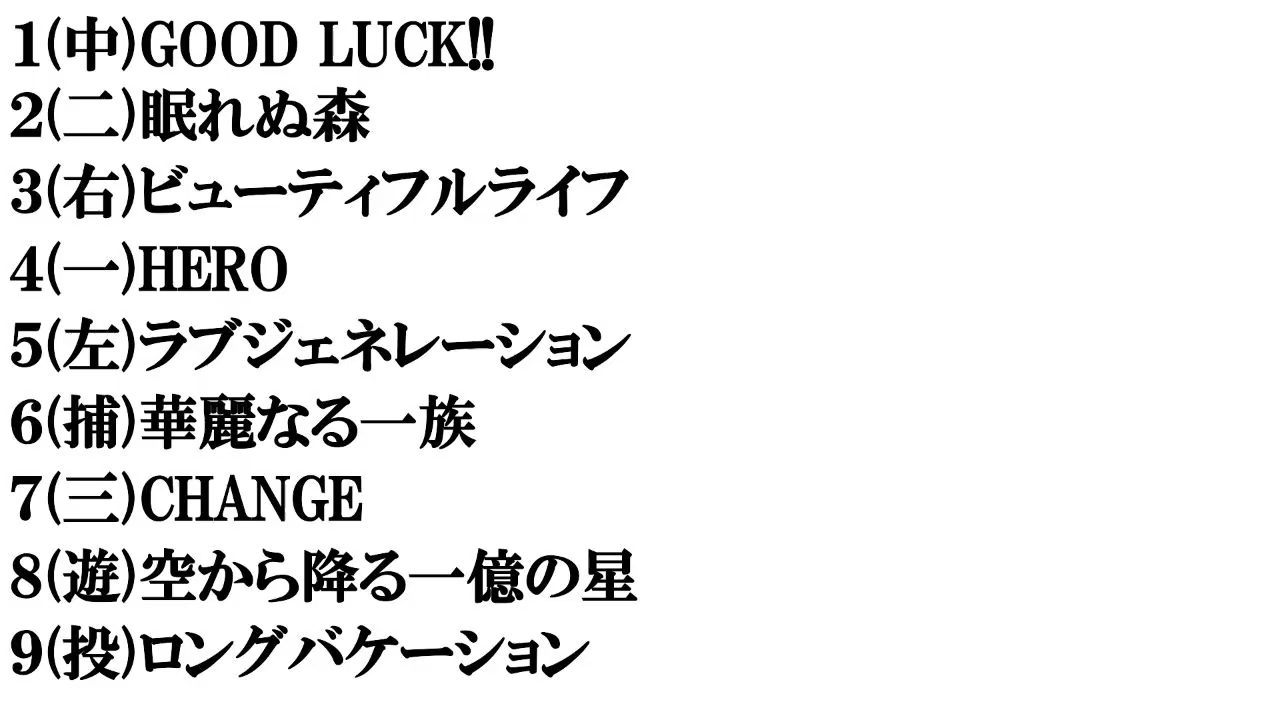 1(中)GOOD LUCK!!
2(二)眠れぬ森
3(右)ビューティフルライフ
4(一)HERO
5(左)ラブジェネレーション
6(捕)華麗なる一族
7(三)CHANGE
8(遊)空から降る一億の星
9(投)ロングバケーション